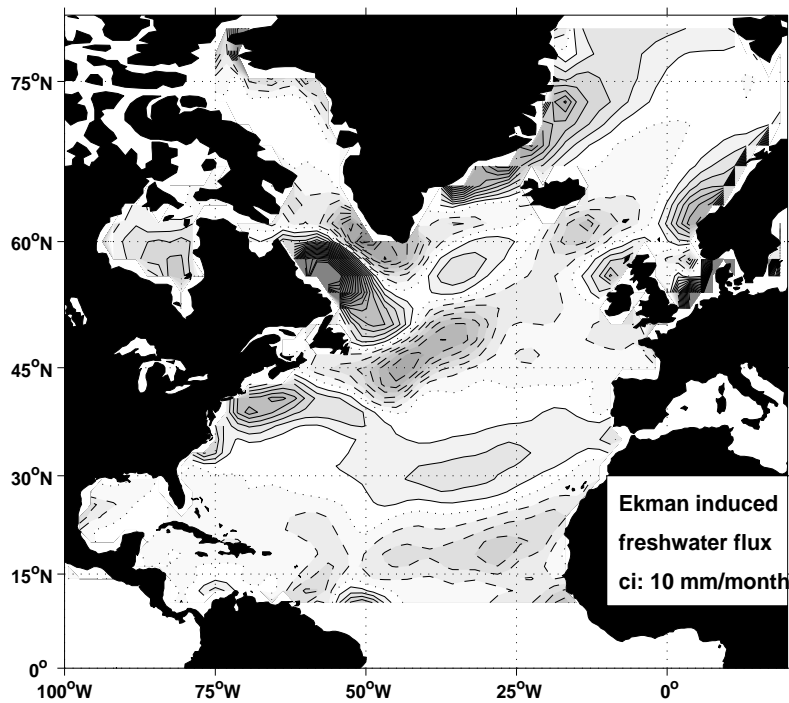 75°N
60°N
45°N
30°N
15°N
0°
100°W
75°W
50°W
25°W
0°
Ekman induced
freshwater flux
ci: 10 mm/month